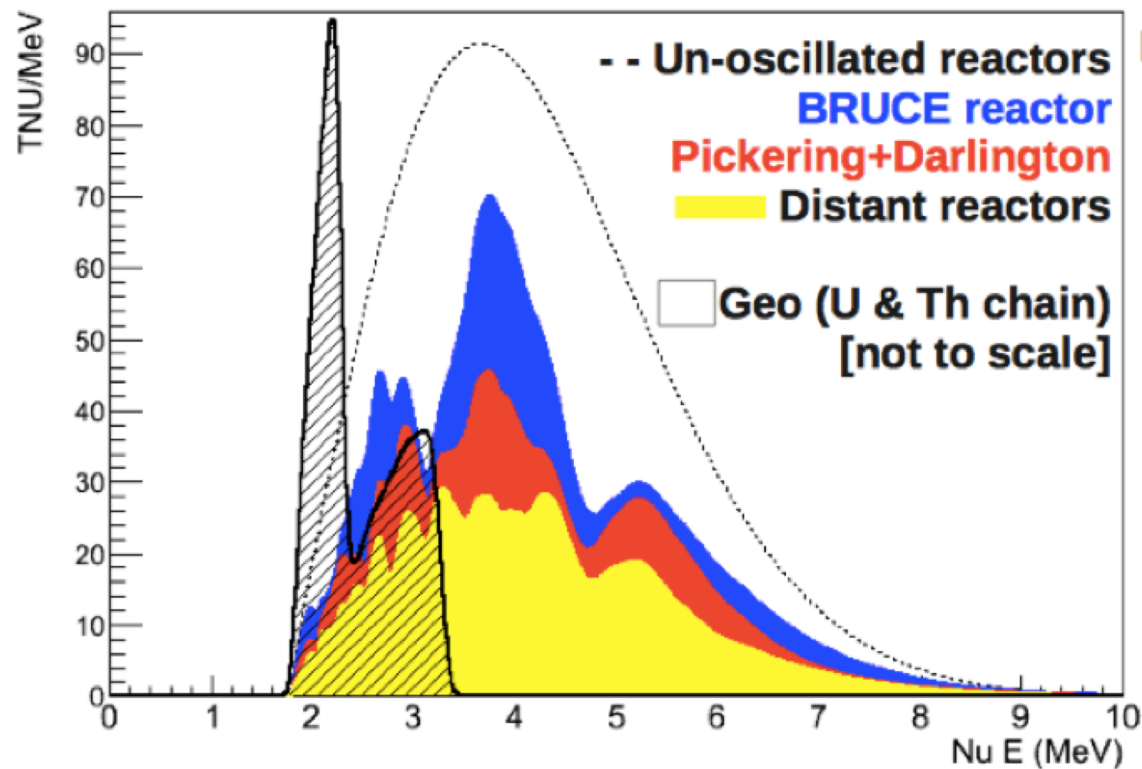 TNU/MeV
90
80
70
60
50
40
30
20
10
0
- - Un-oscillated reactors
BRUCE reactor
Pickering+Darlington
Distant reactors
Geo (U & Th chain)
[not to scale]
0 1 2 3 4 5 6 7 8 9 10
Nu E (MeV)